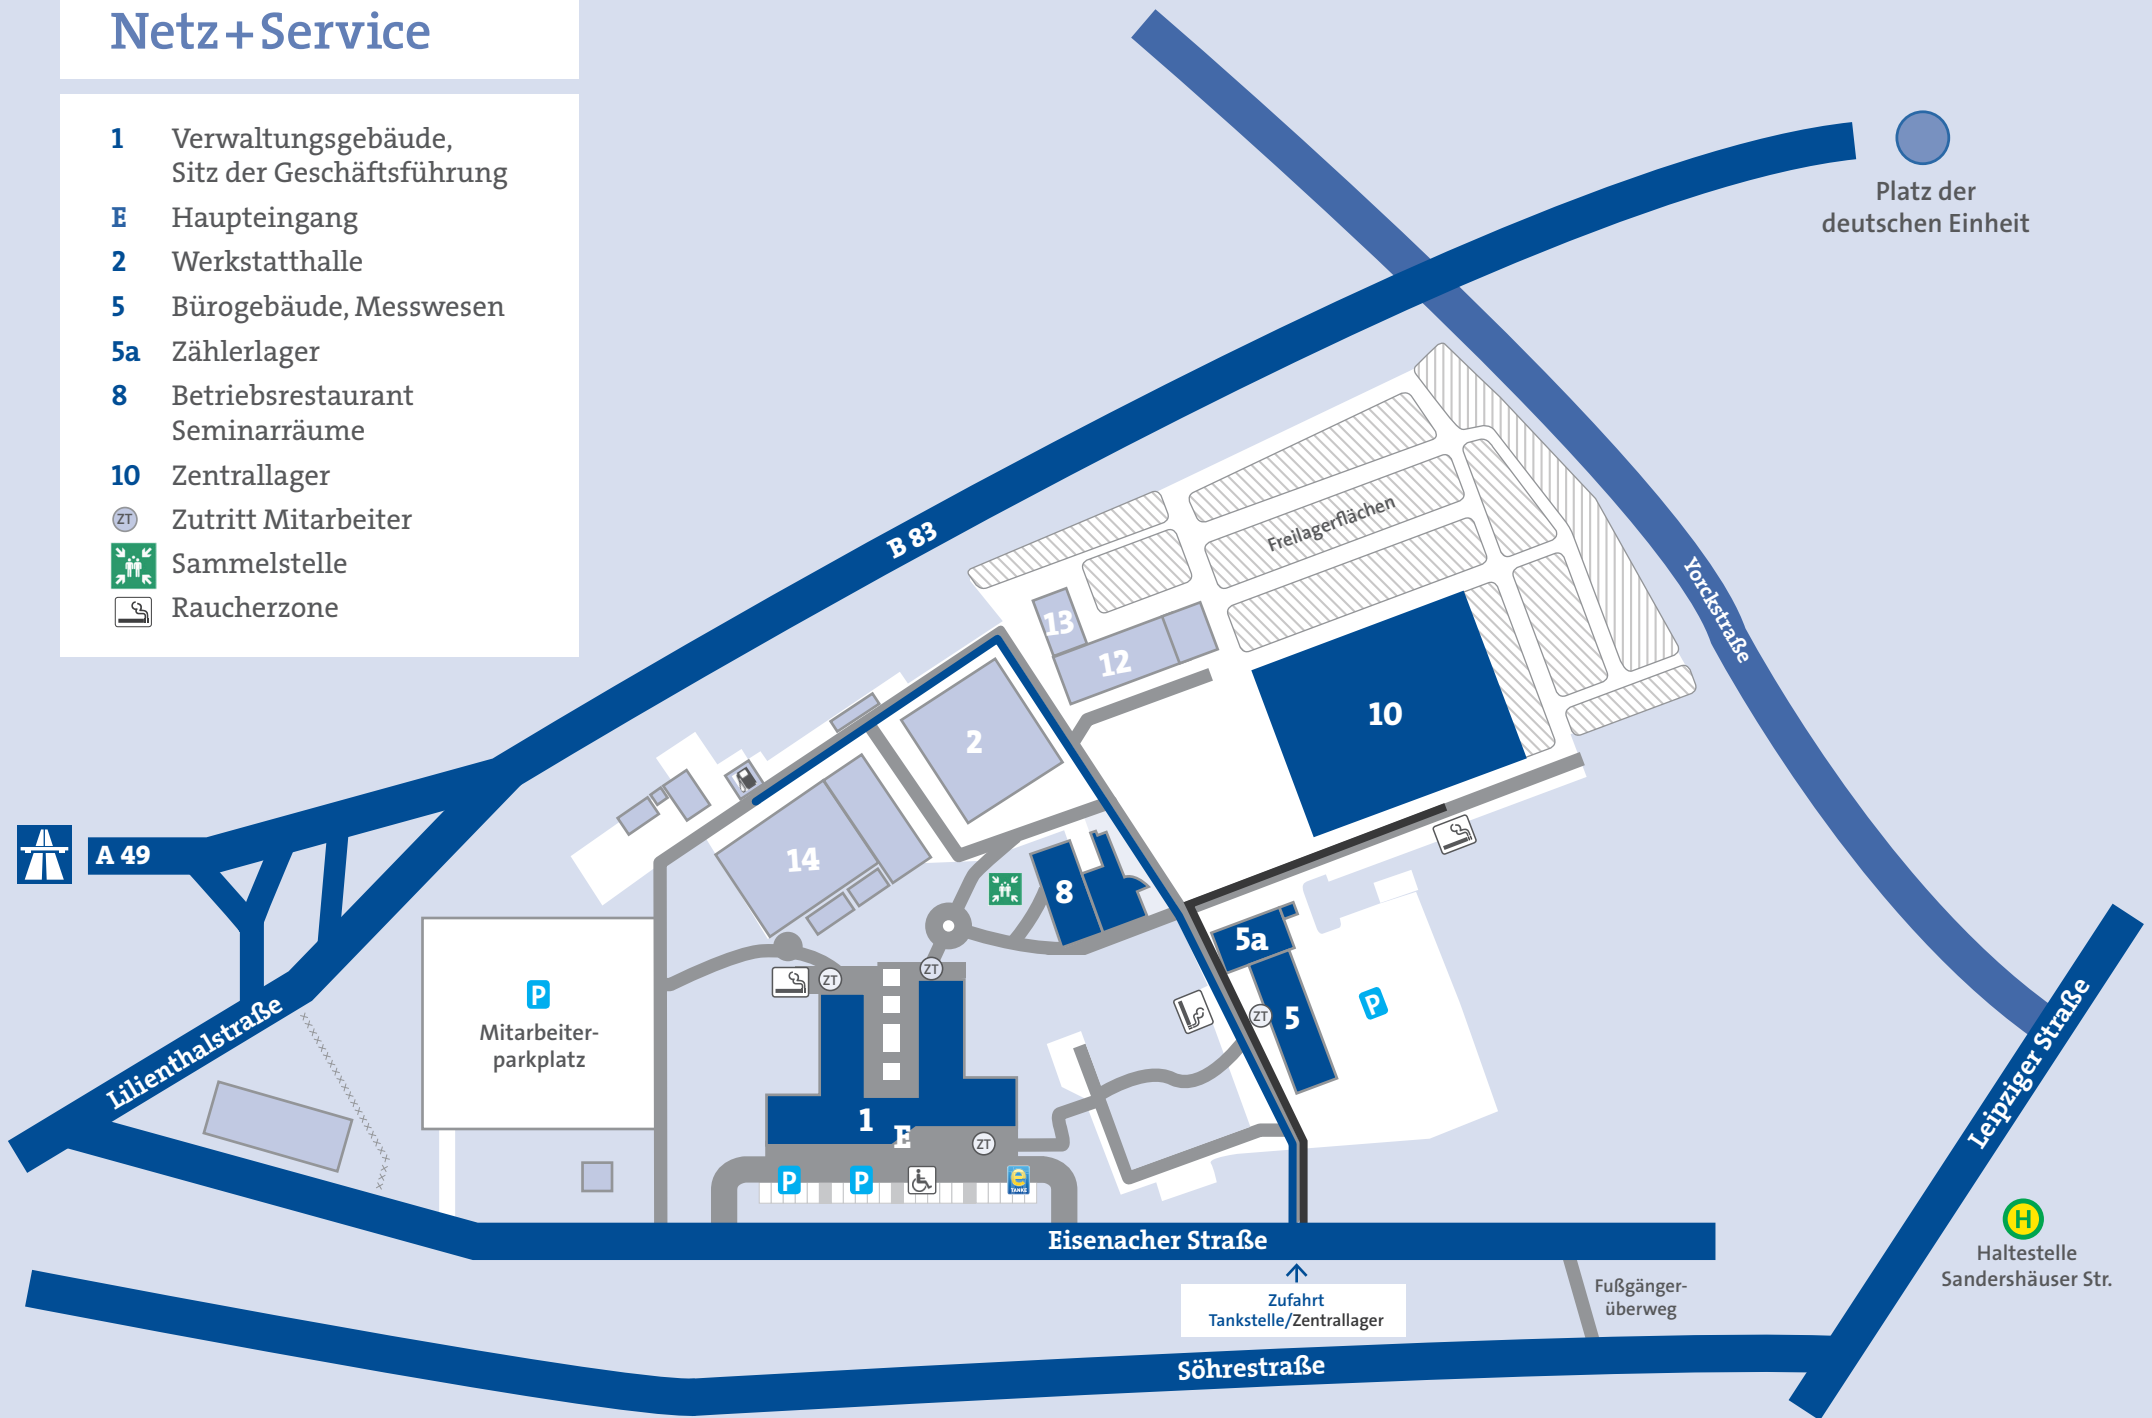 Netz+Service
1 Verwaltungsgebäude,
Sitz der Geschäftsführung
E Haupteingang
2 Werkstatthalle
5 Bürogebäude, Messwesen
5a Zählerlager
8 Betriebsrestaurant
Seminarräume
10 Zentrallager
ZT Zutritt Mitarbeiter
Sammelstelle
Raucherzone
Platz der
deutschen Einheit
B 83
Freilagerflächen
Yorckstraße
13
12
10
2
14
8
A 49
5a
5
ZT
ZT
ZT
P
P
Mitarbeiter-
parkplatz
Lilienthalstraße
Leipziger Straße
1
E
ZT
P
P
e
TANKE
Eisenacher Straße
H
Haltestelle
Sandershäuser Str.
Fußgänger-
überweg
Zufahrt
Tankstelle/Zentrallager
Söhrestraße